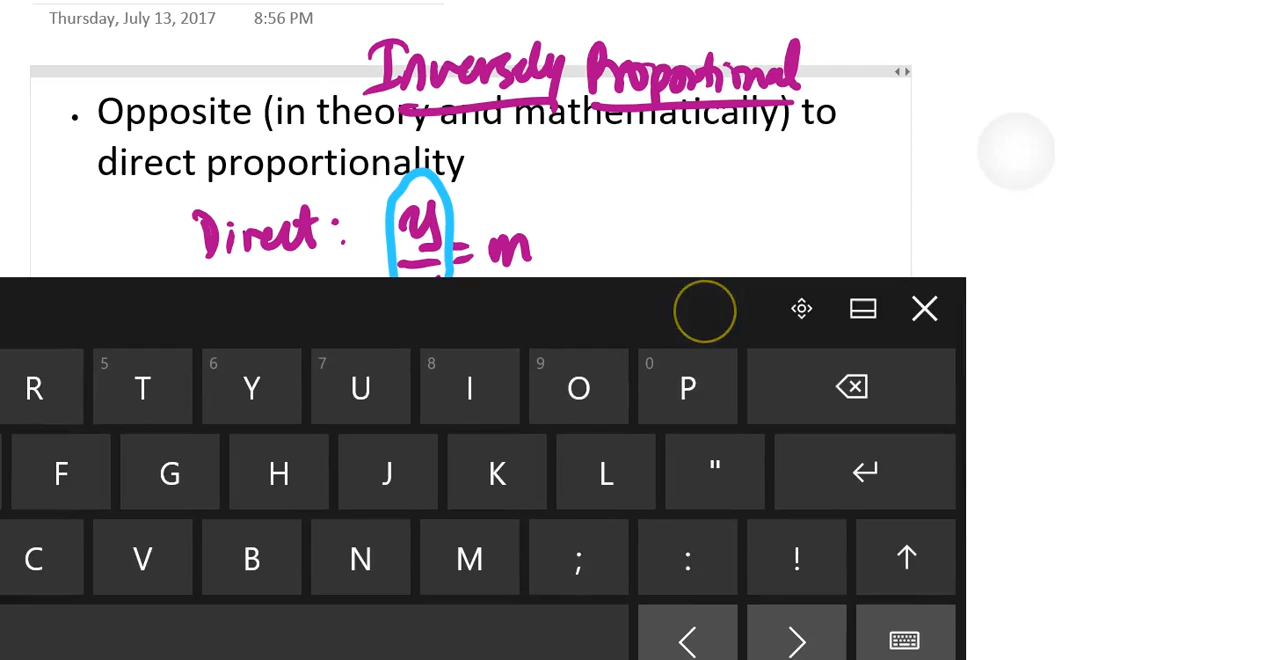 Thursday, July 13, 2017 8:56 PM
Inversely Proportional
• Opposite (in theory and mathematically) to
direct proportionality
Direct: y = m
R 5 T 6 Y 7 U 8 I 9 O 0 P
F G H J K L "
C V B N M ; : !